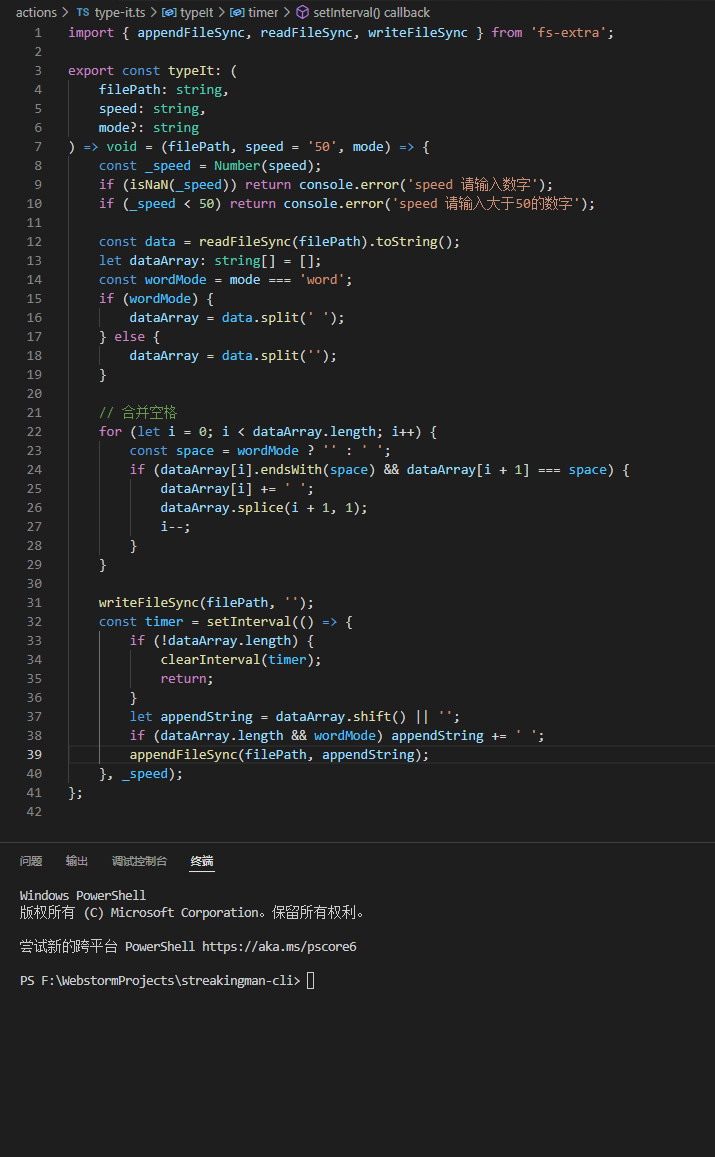 actions > TS type-it.ts > typeIt > timer > setInterval() callback
1 import { appendFileSync, readFileSync, writeFileSync } from 'fs-extra';
2
3 export const typeIt: (
4     filePath: string,
5     speed: string,
6     mode?: string
7 ) => void = (filePath, speed = '50', mode) => {
8     const _speed = Number(speed);
9     if (isNaN(_speed)) return console.error('speed 请输入数字');
10     if (_speed < 50) return console.error('speed 请输入大于50的数字');
11
12     const data = readFileSync(filePath).toString();
13     let dataArray: string[] = [];
14     const wordMode = mode === 'word';
15     if (wordMode) {
16         dataArray = data.split(' ');
17     } else {
18         dataArray = data.split('');
19     }
20
21     // 合并空格
22     for (let i = 0; i < dataArray.length; i++) {
23         const space = wordMode ? '' : ' ';
24         if (dataArray[i].endsWith(space) && dataArray[i + 1] === space) {
25             dataArray[i] += ' ';
26             dataArray.splice(i + 1, 1);
27             i--;
28         }
29     }
30
31     writeFileSync(filePath, '');
32     const timer = setInterval(() => {
33         if (!dataArray.length) {
34             clearInterval(timer);
35             return;
36         }
37         let appendString = dataArray.shift() || '';
38         if (dataArray.length && wordMode) appendString += ' ';
39         appendFileSync(filePath, appendString);
40     }, _speed);
41 };
42
问题 输出 调试控制台 终端
Windows PowerShell
版权所有 (C) Microsoft Corporation。保留所有权利。
尝试新的跨平台 PowerShell https://aka.ms/pscore6
PS F:\WebstormProjects\streakingman-cli>